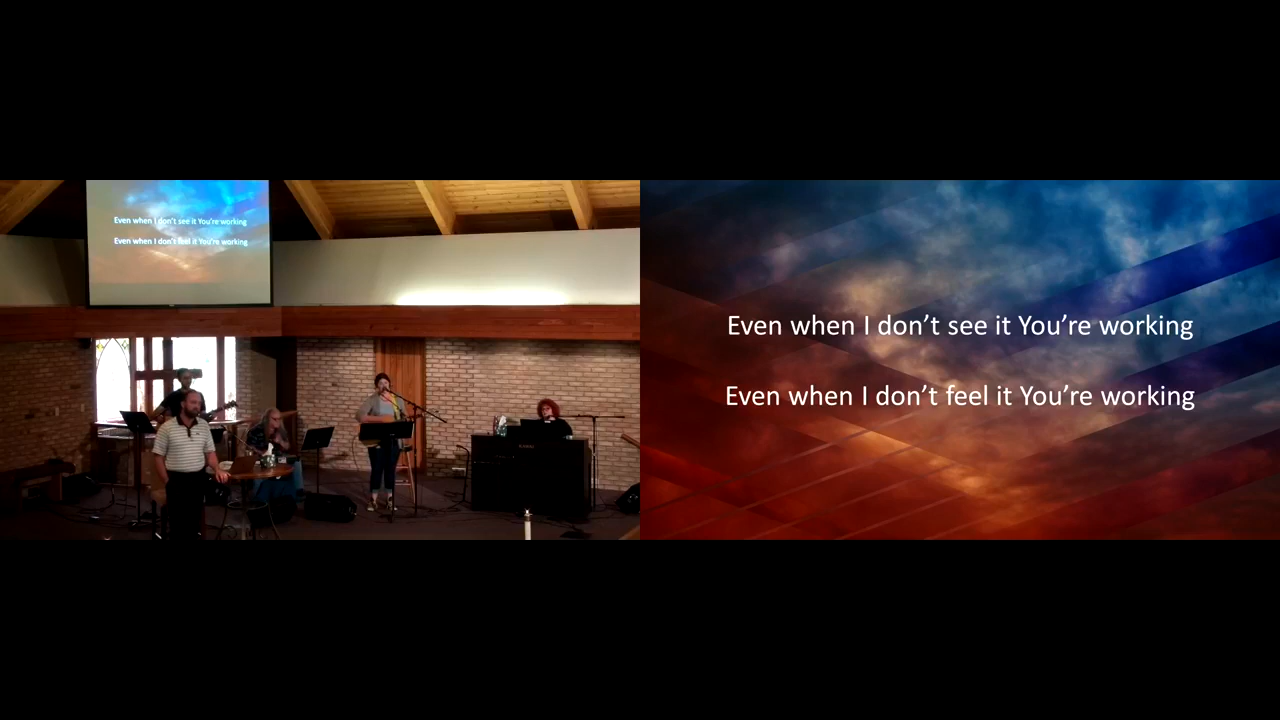 Even when I don't see it You're working
Even when I don't feel it You're working
Even when I don’t see it You’re working
Even when I don’t feel it You’re working